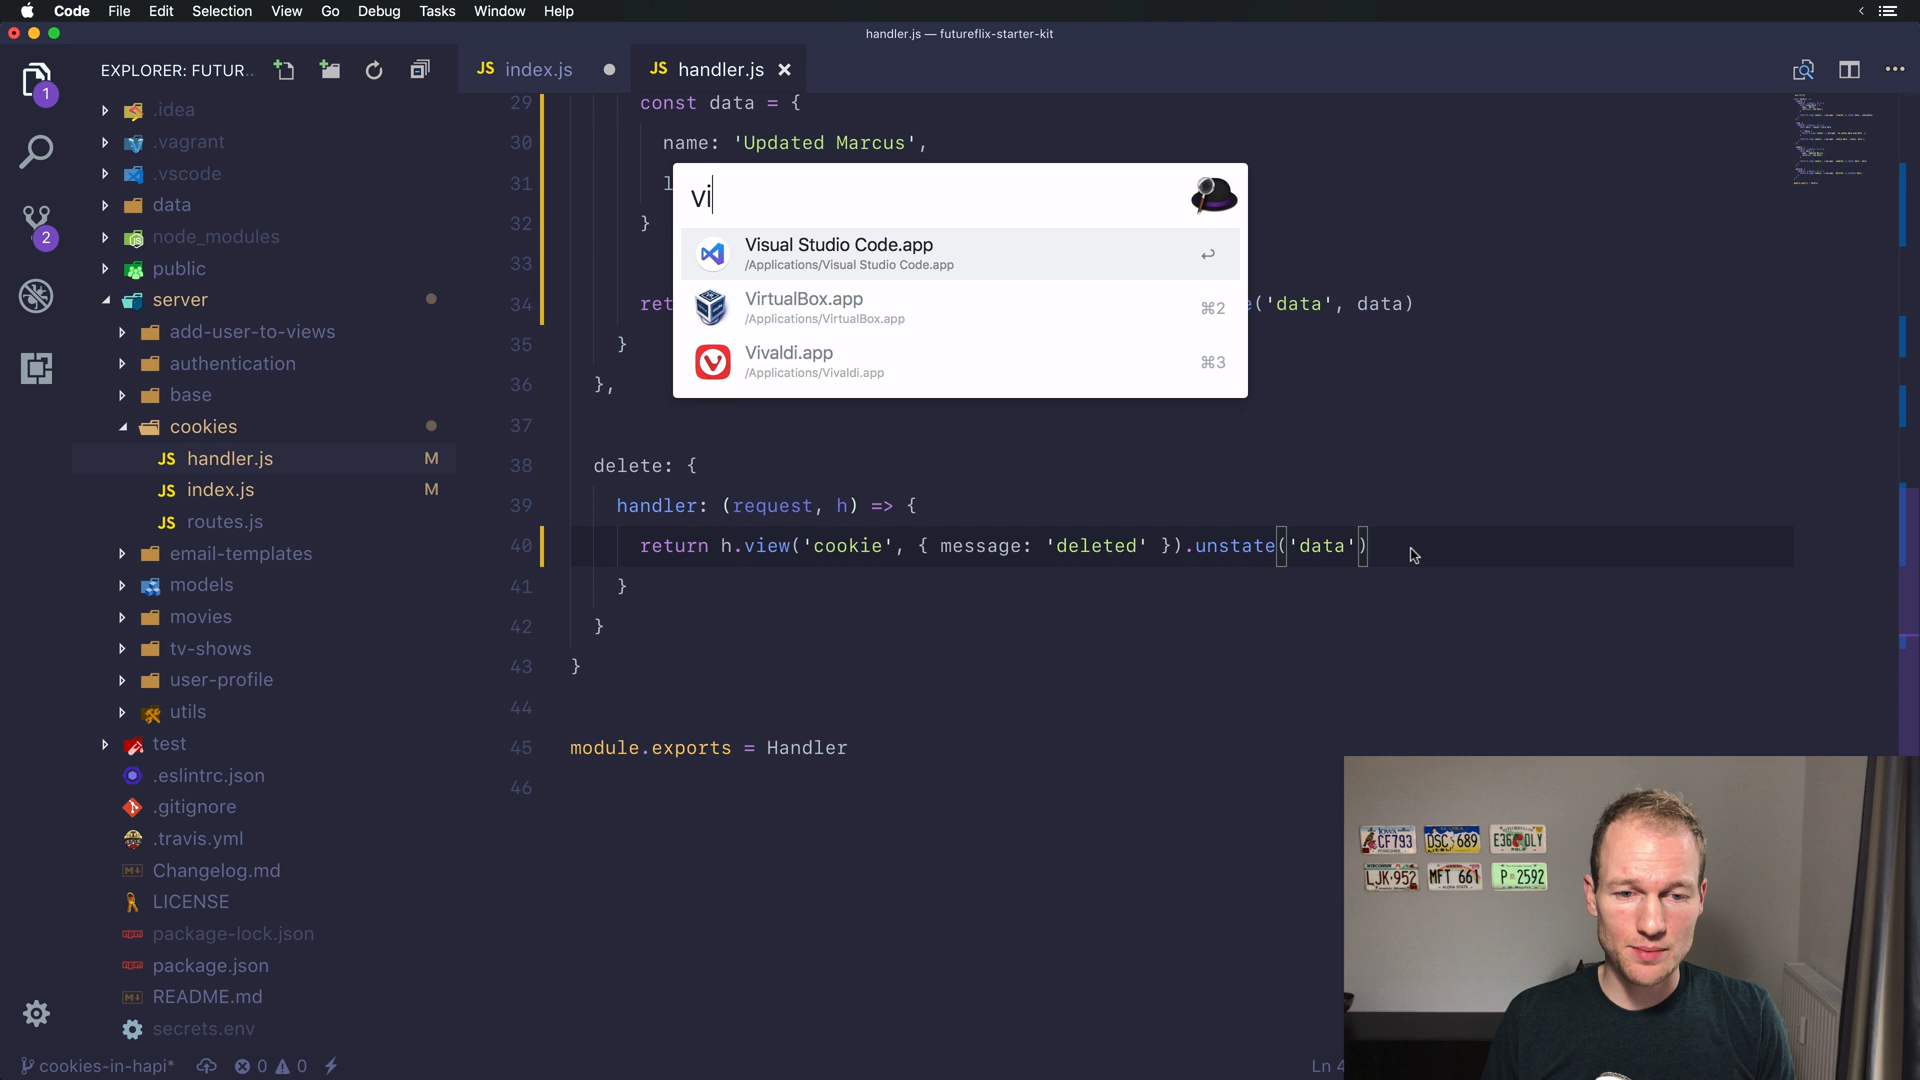 Code File Edit Selection View Go Debug Tasks Window Help
handler.js — futureflix-starter-kit
EXPLORER: FUTUR...
JS index.js
JS handler.js
1
2
.idea
.vagrant
.vscode
data
node_modules
public
server
add-user-to-views
authentication
base
cookies
JS handler.js M
JS index.js M
JS routes.js
email-templates
models
movies
tv-shows
user-profile
utils
test
.eslintrc.json
.gitignore
.travis.yml
Changelog.md
LICENSE
package-lock.json
package.json
README.md
secrets.env
29 const data = {
30 name: 'Updated Marcus',
31 l
32 }
33
34 ret e('data', data)
35 }
36 },
37
38 delete: {
39 handler: (request, h) => {
40 return h.view('cookie', { message: 'deleted' }).unstate('data')
41 }
42 }
43 }
44
45 module.exports = Handler
46
vi
Visual Studio Code.app
/Applications/Visual Studio Code.app
VirtualBox.app ⌘2
/Applications/VirtualBox.app
Vivaldi.app ⌘3
/Applications/Vivaldi.app
CF793 DSC 689 E36 DLY
LJK·952 MFT 661 P 2592
cookies-in-hapi* 0 0
Ln 4